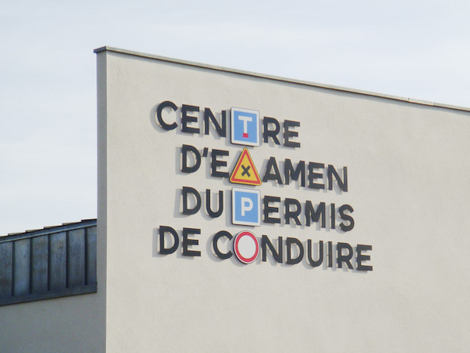 CENTRE
D'EXAMEN
DU PERMIS
DE CONDUIRE